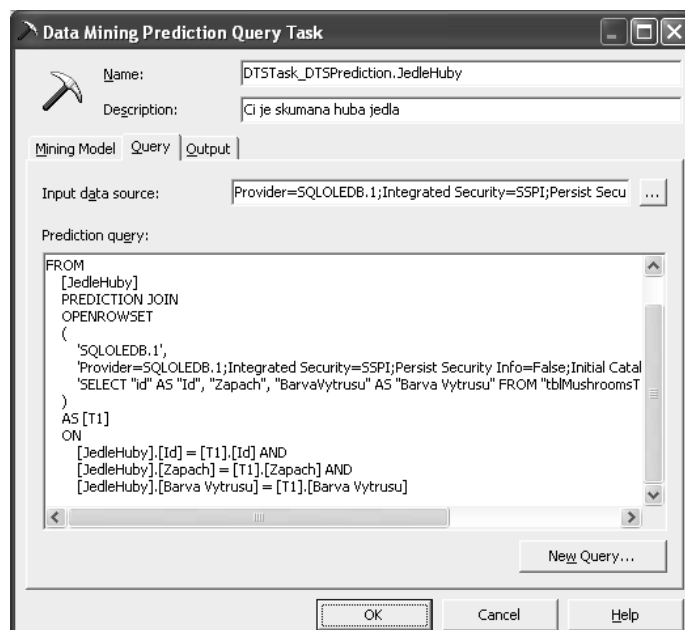 Data Mining Prediction Query Task
Name: DTSTask_DTSPrediction.JedleHuby
Description: Ci je skumana huba jedla
Mining Model Query Output
Input data source: Provider=SQLOLEDB.1;Integrated Security=SSPI;Persist Secu ...
Prediction query:
FROM
[JedleHuby]
PREDICTION JOIN
OPENROWSET
(
'SQLOLEDB.1',
'Provider=SQLOLEDB.1;Integrated Security=SSPI;Persist Security Info=False;Initial Catal
'SELECT "id" AS "Id", "Zapach", "BarvaVytrusu" AS "Barva Vytrusu" FROM "tblMushroomsT
)
AS [T1]
ON
[JedleHuby].[Id] = [T1].[Id] AND
[JedleHuby].[Zapach] = [T1].[Zapach] AND
[JedleHuby].[Barva Vytrusu] = [T1].[Barva Vytrusu]
New Query...
OK Cancel Help